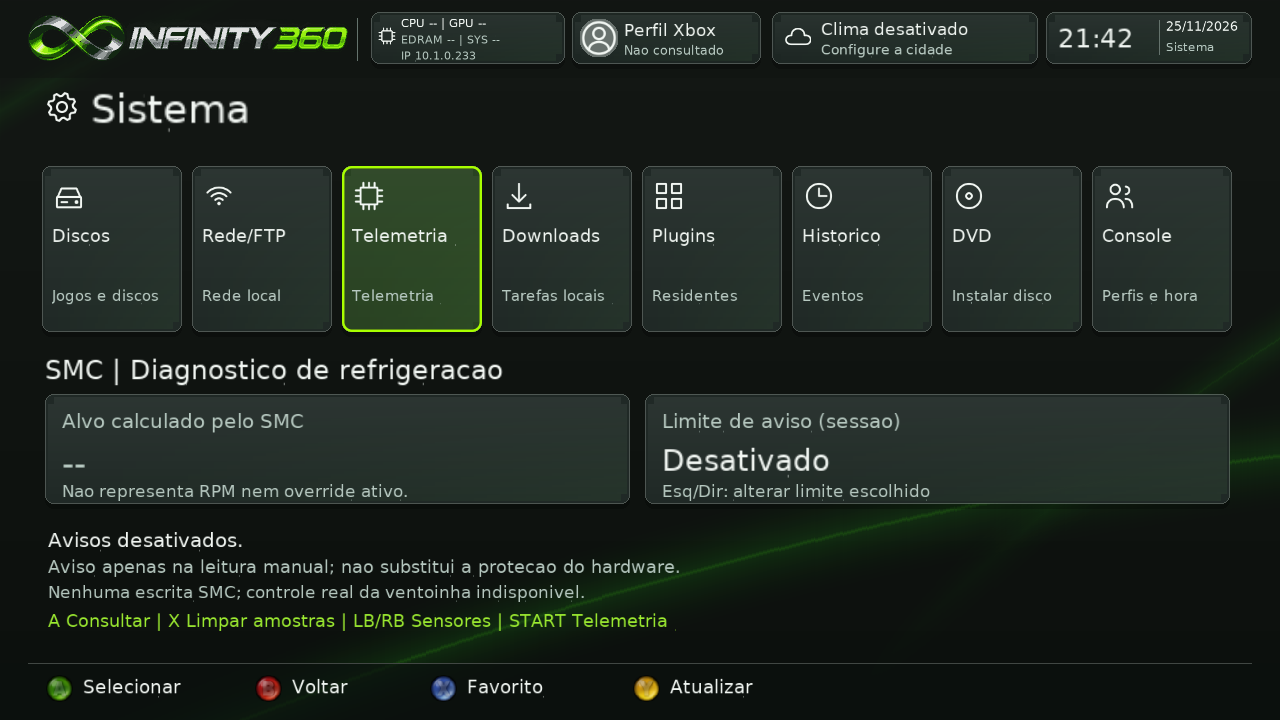 INFINITY 360
CPU -- | GPU --
EDRAM -- | SYS --
IP 10.1.0.233
Perfil Xbox
Nao consultado
Clima desativado
Configure a cidade
21:42
25/11/2026
Sistema
Sistema
Discos
Jogos e discos
Rede/FTP
Rede local
Telemetria
Telemetria
Downloads
Tarefas locais
Plugins
Residentes
Historico
Eventos
DVD
Instalar disco
Console
Perfis e hora
SMC | Diagnostico de refrigeracao
Alvo calculado pelo SMC
--
Nao representa RPM nem override ativo.
Limite de aviso (sessao)
Desativado
Esq/Dir: alterar limite escolhido
Avisos desativados.
Aviso apenas na leitura manual; nao substitui a protecao do hardware.
Nenhuma escrita SMC; controle real da ventoinha indisponivel.
A Consultar | X Limpar amostras | LB/RB Sensores | START Telemetria
A Selecionar
B Voltar
X Favorito
Y Atualizar